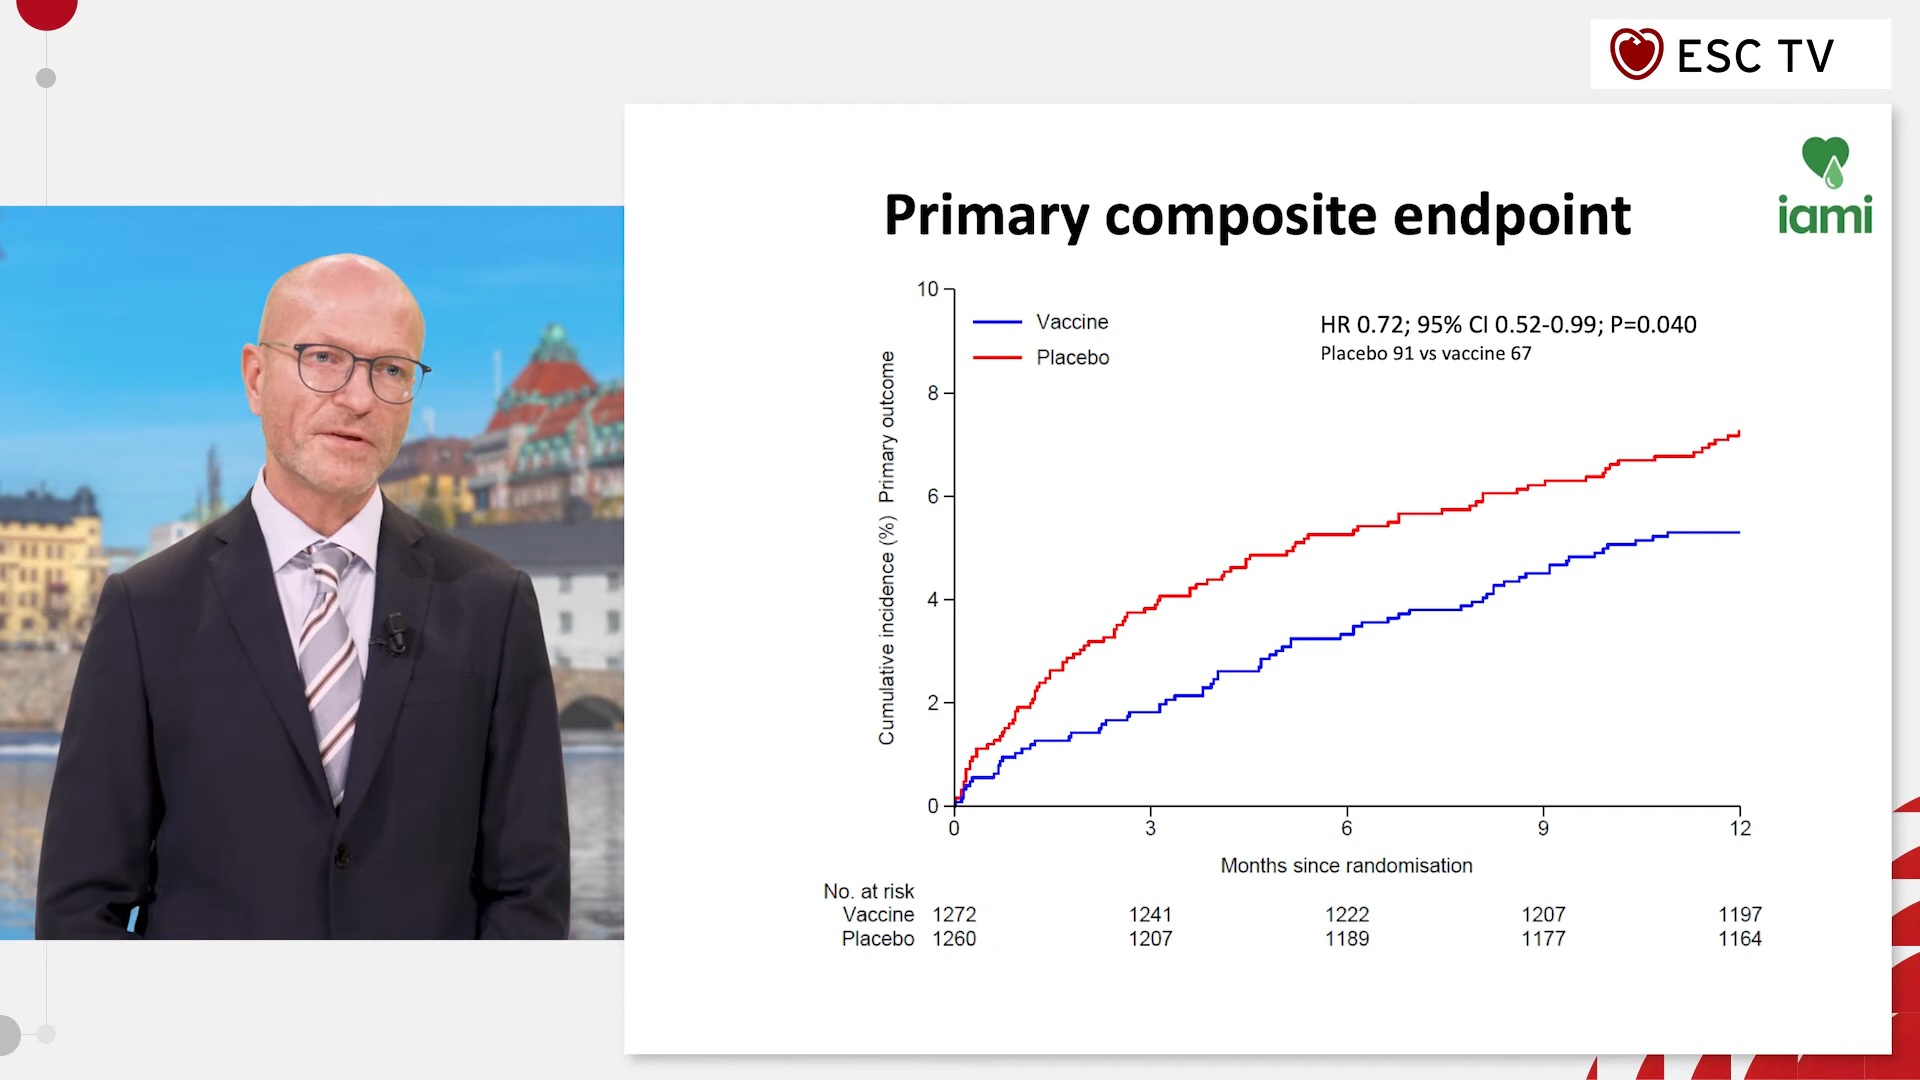 ESC TV
iami
Primary composite endpoint
Vaccine
Placebo
HR 0.72; 95% CI 0.52-0.99; P=0.040
Placebo 91 vs vaccine 67
Cumulative incidence (%) Primary outcome
10
8
6
4
2
0
0 3 6 9 12
Months since randomisation
No. at risk
Vaccine 1272 1241 1222 1207 1197
Placebo 1260 1207 1189 1177 1164